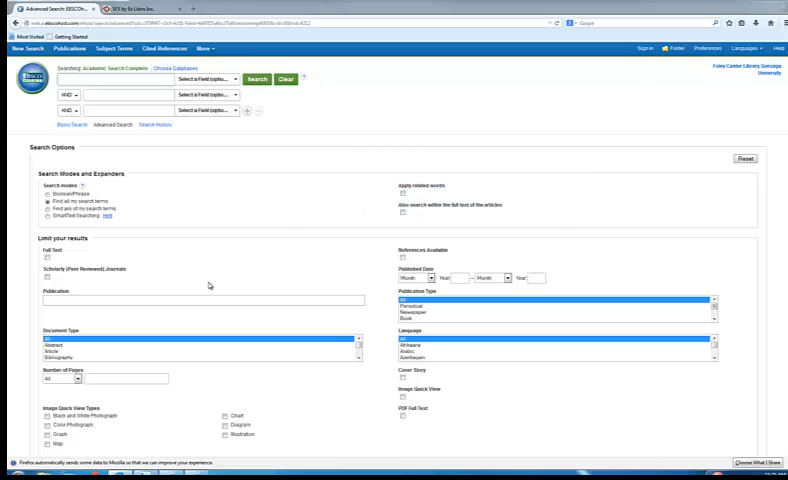 Advanced Search: EBSCOh...
SFX by Ex Libris Inc.
Google
Most Visited
Getting Started
New Search Publications Subject Terms Cited References More
Sign In Folder Preferences Languages Help
Searching: Academic Search Complete Choose Databases
Foley Center Library Gonzaga
University
EBSCO
Select a Field (optio...
Search Clear
AND
Select a Field (optio...
AND
Select a Field (optio...
Basic Search Advanced Search Search History
Search Options
Reset
Search Modes and Expanders
Search modes
Boolean/Phrase
Find all my search terms
Find any of my search terms
SmartText Searching Hint
Apply related words
Also search within the full text of the articles
Limit your results
Full Text
Scholarly (Peer Reviewed) Journals
Publication
Document Type
All
Abstract
Article
Bibliography
Number of Pages
All
Image Quick View Types
Black and White Photograph
Color Photograph
Graph
Map
Chart
Diagram
Illustration
References Available
Published Date
Month Year: — Month Year:
Publication Type
All
Periodical
Newspaper
Book
Language
All
Afrikaans
Arabic
Azerbaijani
Cover Story
Image Quick View
PDF Full Text
Firefox automatically sends some data to Mozilla so that we can improve your experience.
Choose What I Share